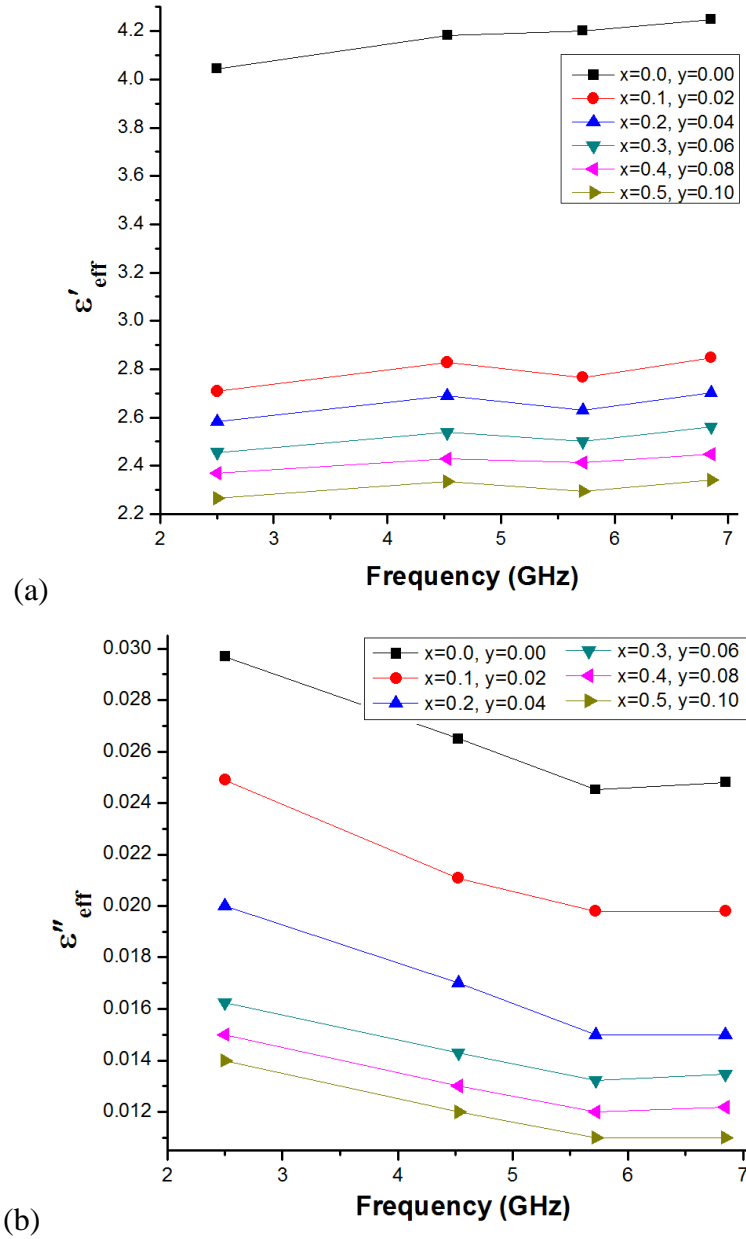 4.2
4.0
3.8
3.6
3.4
3.2
3.0
2.8
2.6
2.4
2.2
ε'eff
x=0.0, y=0.00
x=0.1, y=0.02
x=0.2, y=0.04
x=0.3, y=0.06
x=0.4, y=0.08
x=0.5, y=0.10
2 3 4 5 6 7
Frequency (GHz)
(a)
0.030
0.028
0.026
0.024
0.022
0.020
0.018
0.016
0.014
0.012
ε"eff
x=0.0, y=0.00 x=0.3, y=0.06
x=0.1, y=0.02 x=0.4, y=0.08
x=0.2, y=0.04 x=0.5, y=0.10
2 3 4 5 6 7
Frequency (GHz)
(b)